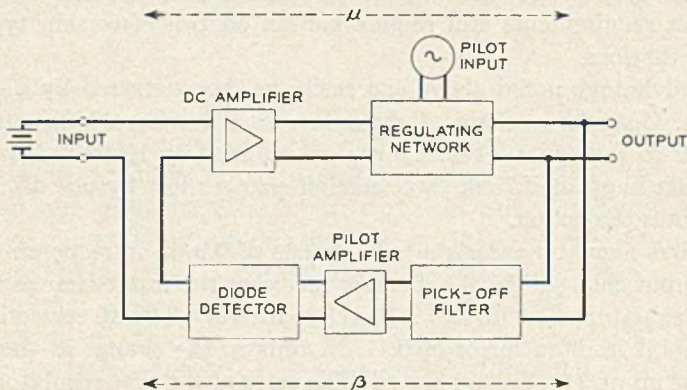 μ
PILOT
INPUT
DC AMPLIFIER
INPUT
REGULATING
NETWORK
OUTPUT
PILOT
AMPLIFIER
DIODE
DETECTOR
PICK-OFF
FILTER
β